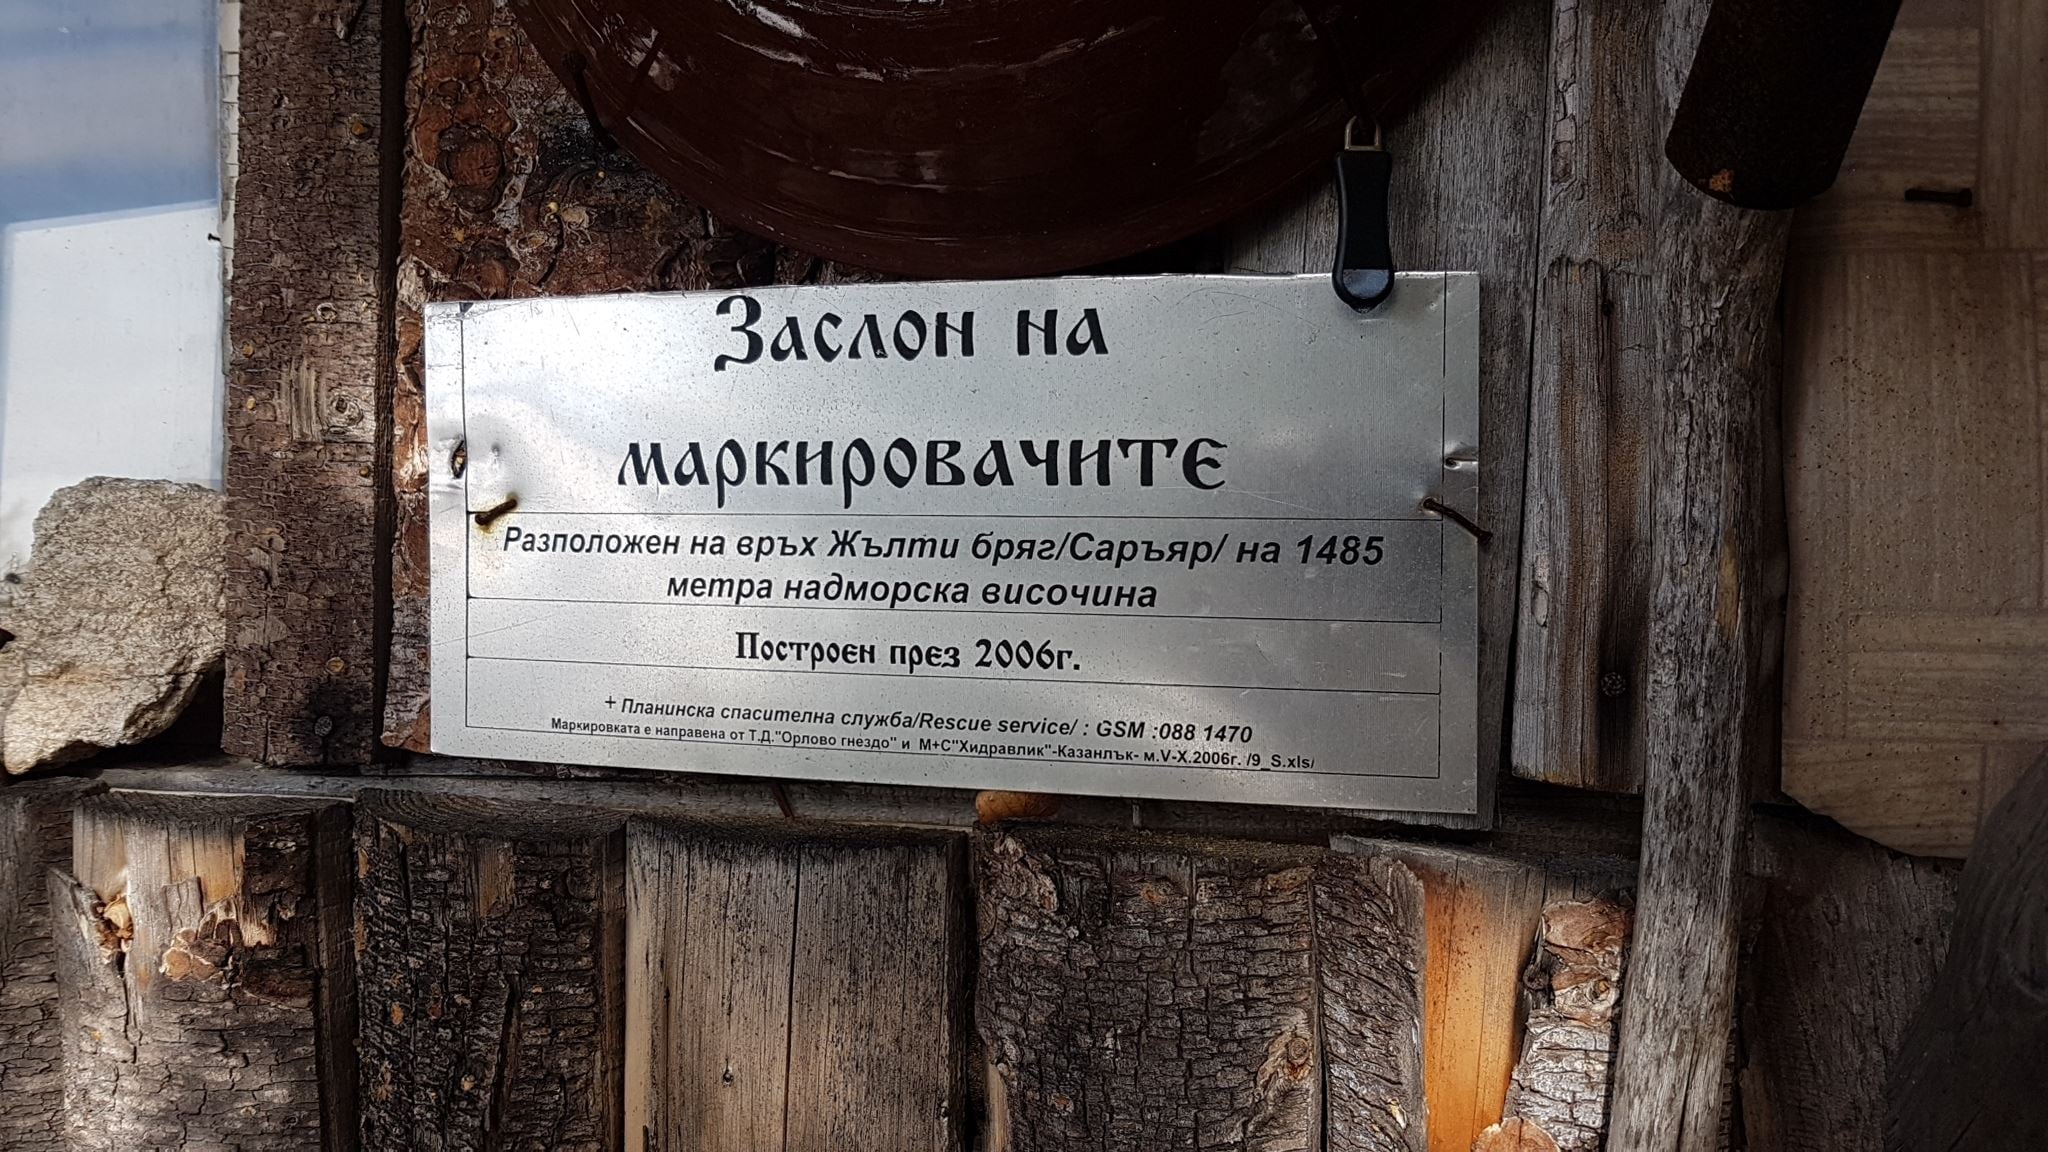 Заслон на
маркировачите
Разположен на връх Жълти бряг/Саръяр/ на 1485
метра надморска височина
Построен през 2006г.
+ Планинска спасителна служба/Rescue service/ : GSM :088 1470
Маркировката е направена от Т.Д."Орлово гнездо" и М+С"Хидравлик"-Казанлък- м.V-X.2006г. /9_S.xls/